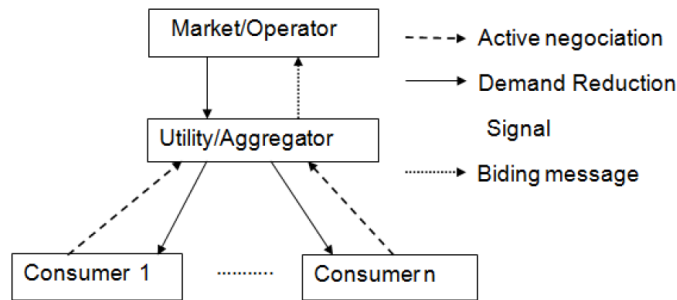 Market/Operator
Active negociation
Demand Reduction
Utility/Aggregator
Signal
Biding message
Consumer 1
Consumer n